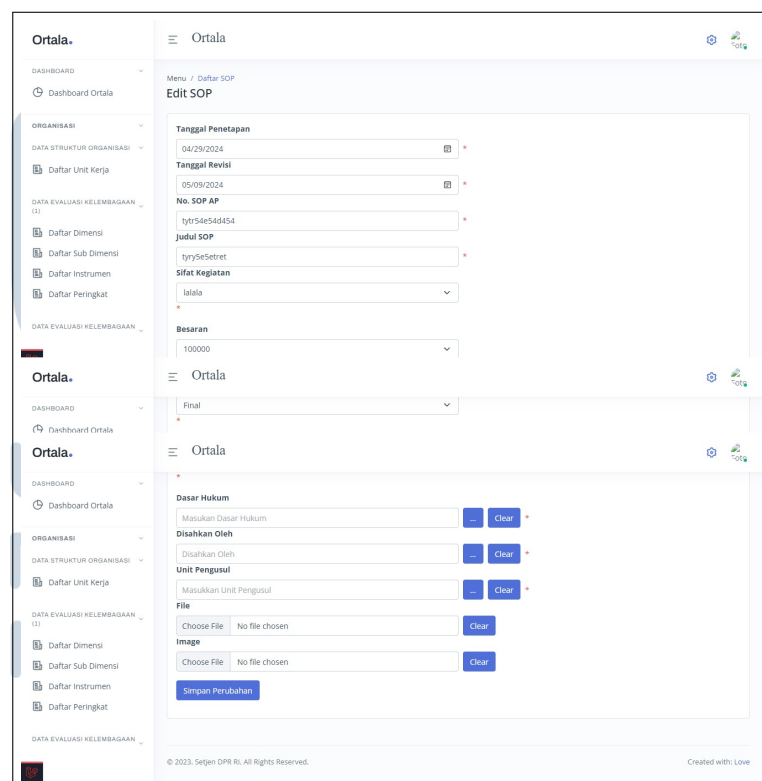 Ortala.
Ortala
Foto
DASHBOARD
Dashboard Ortala
ORGANISASI
DATA STRUKTUR ORGANISASI
Daftar Unit Kerja
DATA EVALUASI KELEMBAGAAN
(1)
Daftar Dimensi
Daftar Sub Dimensi
Daftar Instrumen
Daftar Peringkat
DATA EVALUASI KELEMBAGAAN
Menu / Daftar SOP
Edit SOP
Tanggal Penetapan
04/29/2024 *
Tanggal Revisi
05/09/2024 *
No. SOP AP
tytr54e54d454 *
Judul SOP
tyry5e5etret *
Sifat Kegiatan
lalala
*
Besaran
100000
Ortala.
Ortala
Foto
DASHBOARD
Dashboard Ortala
Final
*
Ortala.
Ortala
Foto
DASHBOARD
Dashboard Ortala
ORGANISASI
DATA STRUKTUR ORGANISASI
Daftar Unit Kerja
DATA EVALUASI KELEMBAGAAN
(1)
Daftar Dimensi
Daftar Sub Dimensi
Daftar Instrumen
Daftar Peringkat
DATA EVALUASI KELEMBAGAAN
*
Dasar Hukum
Masukan Dasar Hukum ... Clear *
Disahkan Oleh
Disahkan Oleh ... Clear *
Unit Pengusul
Masukkan Unit Pengusul ... Clear *
File
Choose File No file chosen Clear
Image
Choose File No file chosen Clear
Simpan Perubahan
© 2023. Setjen DPR RI. All Rights Reserved.
Created with: Love